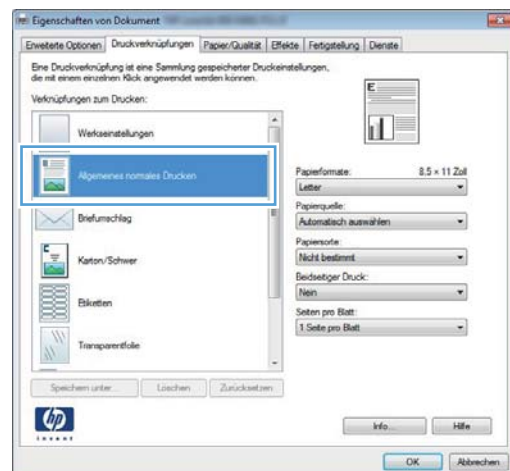 Eigenschaften von Dokument
Erweiterte Optionen Druckverknüpfungen Papier/Qualität Effekte Fertigstellung Dienste
Eine Druckverknüpfung ist eine Sammlung gespeicherter Druckeinstellungen,
die mit einem einzelnen Klick angewendet werden können.
Verknüpfungen zum Drucken:
Werkseinstellungen
Allgemeines normales Drucken
Briefumschlag
Karton/Schwer
Etiketten
Transparentfolie
Speichern unter... Löschen Zurücksetzen
E
Papierformate: 8.5 × 11 Zoll
Letter
Papierquelle:
Automatisch auswählen
Papiersorte:
Nicht bestimmt
Beidseitiger Druck:
Nein
Seiten pro Blatt:
1 Seite pro Blatt
hp
invent
Info... Hilfe
OK Abbrechen